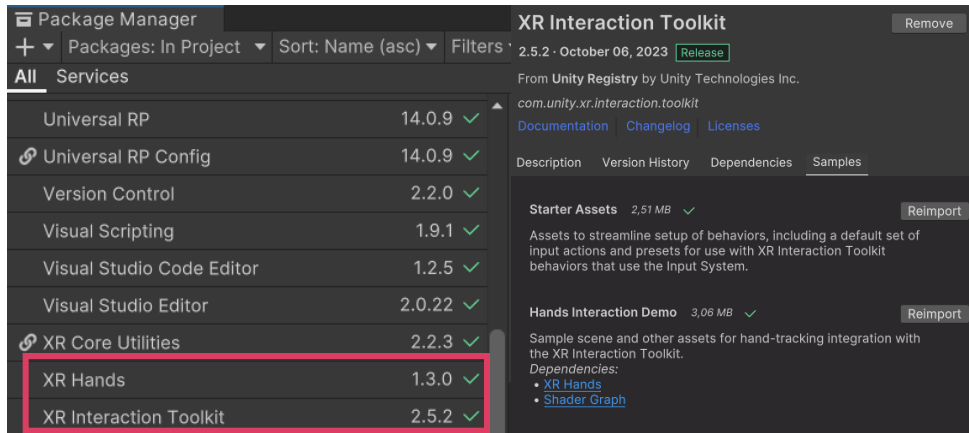 Package Manager
+ Packages: In Project Sort: Name (asc) Filters
All Services
Universal RP 14.0.9
Universal RP Config 14.0.9
Version Control 2.2.0
Visual Scripting 1.9.1
Visual Studio Code Editor 1.2.5
Visual Studio Editor 2.0.22
XR Core Utilities 2.2.3
XR Hands 1.3.0
XR Interaction Toolkit 2.5.2
XR Interaction Toolkit Remove
2.5.2 · October 06, 2023 Release
From Unity Registry by Unity Technologies Inc.
com.unity.xr.interaction.toolkit
Documentation Changelog Licenses
Description Version History Dependencies Samples
Starter Assets 2,51 MB Reimport
Assets to streamline setup of behaviors, including a default set of
input actions and presets for use with XR Interaction Toolkit
behaviors that use the Input System.
Hands Interaction Demo 3,06 MB Reimport
Sample scene and other assets for hand-tracking integration with
the XR Interaction Toolkit.
Dependencies:
• XR Hands
• Shader Graph